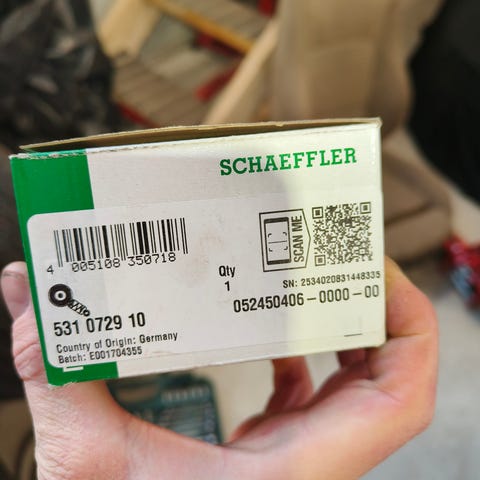 SCHAEFFLER
SCAN ME
4 005108 350718
Qty
1
SN: 2534020831448335
052450406-0000-00
531 0729 10
Country of Origin: Germany
Batch: E001704355